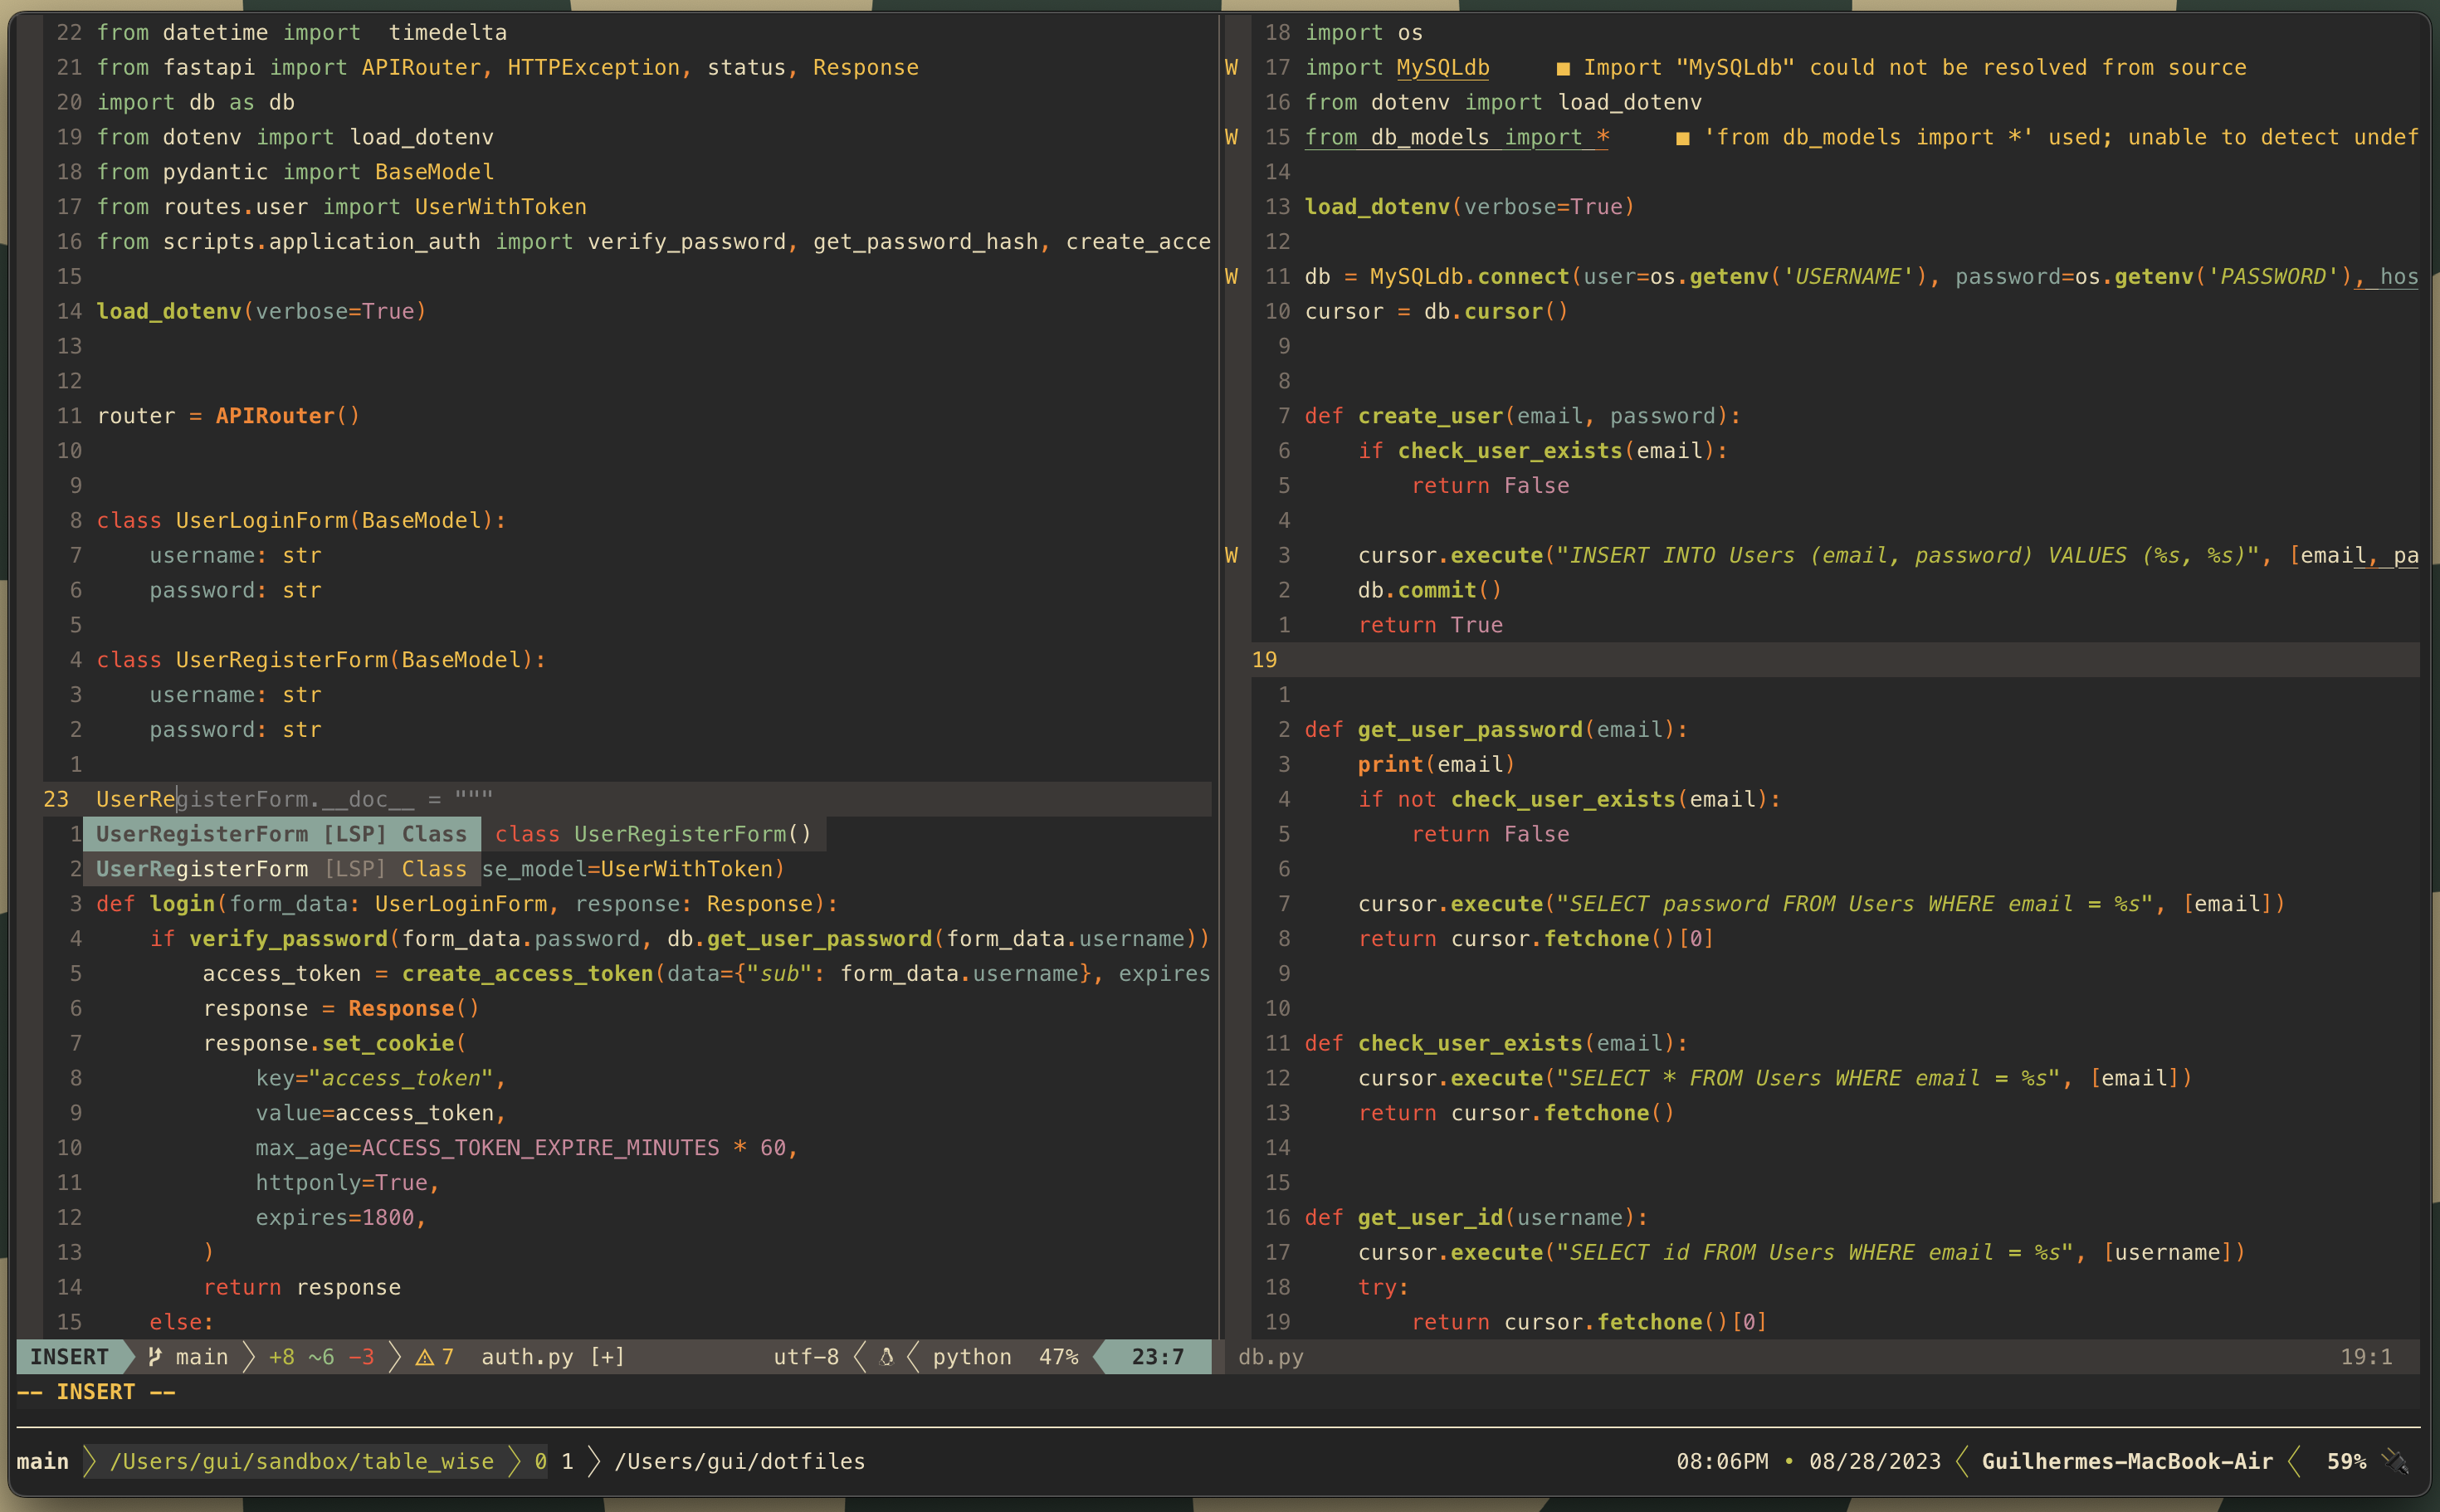 22 from datetime import  timedelta
21 from fastapi import APIRouter, HTTPException, status, Response
20 import db as db
19 from dotenv import load_dotenv
18 from pydantic import BaseModel
17 from routes.user import UserWithToken
16 from scripts.application_auth import verify_password, get_password_hash, create_acce
15
14 load_dotenv(verbose=True)
13
12
11 router = APIRouter()
10
9
8 class UserLoginForm(BaseModel):
7     username: str
6     password: str
5
4 class UserRegisterForm(BaseModel):
3     username: str
2     password: str
1
23  UserRegisterForm.__doc__ = """
1 UserRegisterForm [LSP] Class class UserRegisterForm()
2 UserRegisterForm [LSP] Class se_model=UserWithToken)
3 def login(form_data: UserLoginForm, response: Response):
4     if verify_password(form_data.password, db.get_user_password(form_data.username))
5         access_token = create_access_token(data={"sub": form_data.username}, expires
6         response = Response()
7         response.set_cookie(
8             key="access_token",
9             value=access_token,
10             max_age=ACCESS_TOKEN_EXPIRE_MINUTES * 60,
11             httponly=True,
12             expires=1800,
13         )
14         return response
15     else:
INSERT main +8 ~6 -3 7 auth.py [+] utf-8 python 47% 23:7
18 import os
W 17 import MySQLdb     ■ Import "MySQLdb" could not be resolved from source
16 from dotenv import load_dotenv
W 15 from db_models import *     ■ 'from db_models import *' used; unable to detect undef
14
13 load_dotenv(verbose=True)
12
W 11 db = MySQLdb.connect(user=os.getenv('USERNAME'), password=os.getenv('PASSWORD'), hos
10 cursor = db.cursor()
9
8
7 def create_user(email, password):
6     if check_user_exists(email):
5         return False
4
W 3     cursor.execute("INSERT INTO Users (email, password) VALUES (%s, %s)", [email, pa
2     db.commit()
1     return True
19
1
2 def get_user_password(email):
3     print(email)
4     if not check_user_exists(email):
5         return False
6
7     cursor.execute("SELECT password FROM Users WHERE email = %s", [email])
8     return cursor.fetchone()[0]
9
10
11 def check_user_exists(email):
12     cursor.execute("SELECT * FROM Users WHERE email = %s", [email])
13     return cursor.fetchone()
14
15
16 def get_user_id(username):
17     cursor.execute("SELECT id FROM Users WHERE email = %s", [username])
18     try:
19         return cursor.fetchone()[0]
db.py 19:1
-- INSERT --
main /Users/gui/sandbox/table_wise 0 1 /Users/gui/dotfiles 08:06PM • 08/28/2023 Guilhermes-MacBook-Air 59%